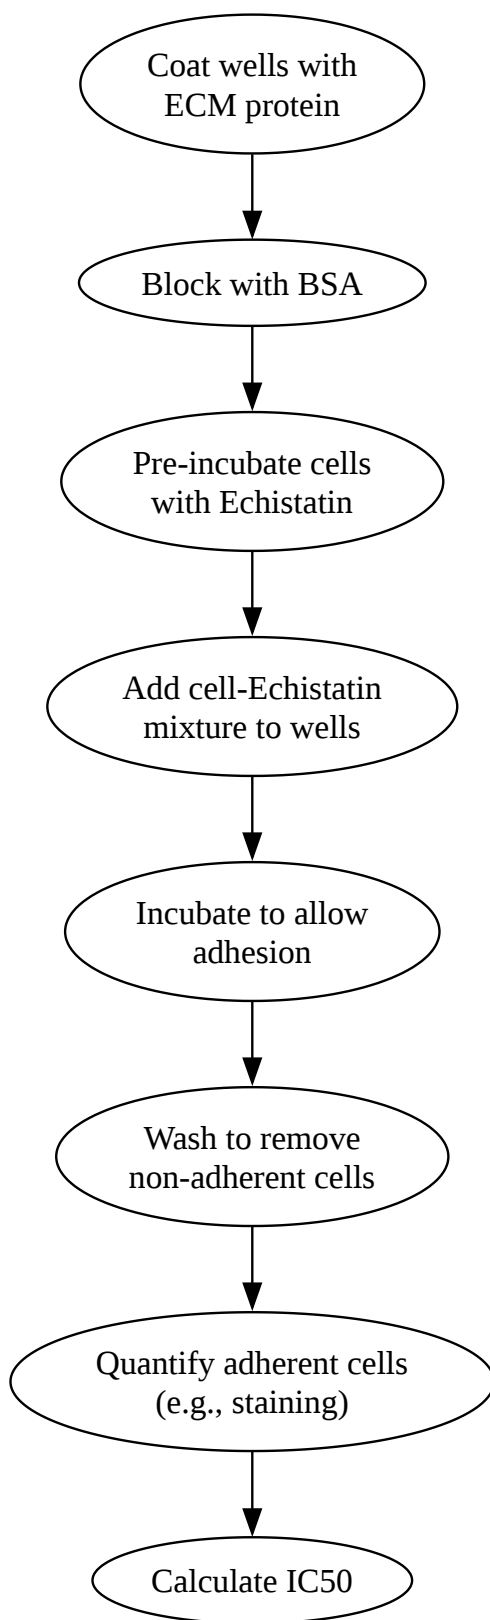 Coat wells with
ECM protein
Block with BSA
Pre-incubate cells
with Echistatin
Add cell-Echistatin
mixture to wells
Incubate to allow
adhesion
Wash to remove
non-adherent cells
Quantify adherent cells
(e.g., staining)
Calculate IC50